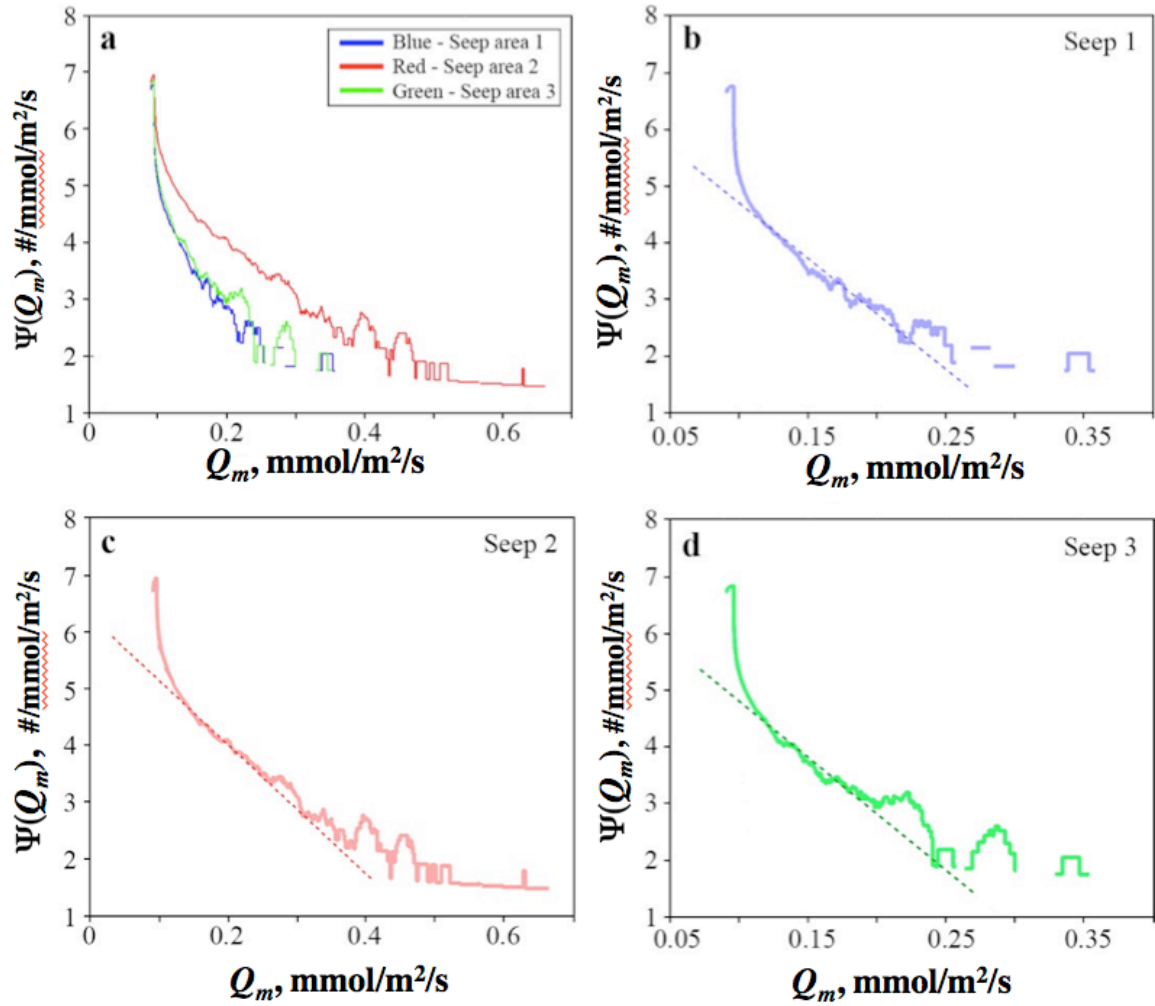 a
Blue - Seep area 1
Red - Seep area 2
Green - Seep area 3
Ψ(Qm), #/mmol/m²/s
8
7
6
5
4
3
2
1
0
0.2
0.4
0.6
Qm, mmol/m²/s
b
Seep 1
Ψ(Qm), #/mmol/m²/s
8
7
6
5
4
3
2
1
0.05
0.15
0.25
0.35
Qm, mmol/m²/s
c
Seep 2
Ψ(Qm), #/mmol/m²/s
8
7
6
5
4
3
2
1
0
0.2
0.4
0.6
Qm, mmol/m²/s
d
Seep 3
Ψ(Qm), #/mmol/m²/s
8
7
6
5
4
3
2
1
0.05
0.15
0.25
0.35
Qm, mmol/m²/s